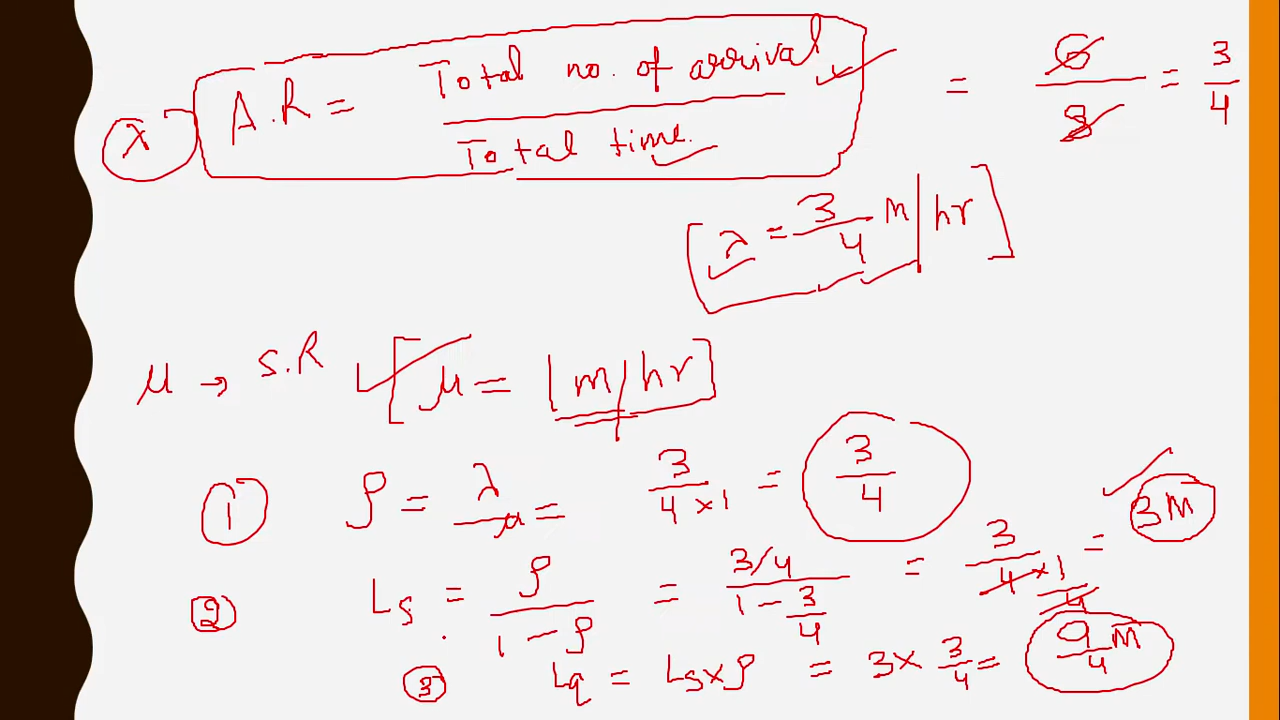 λ A.R = Total no. of arrival / Total time = 6/8 = 3/4
[λ = 3/4 m|hr]
μ → S.R [μ = 1m/hr]
① ρ = λ/μ = 3/4×1 = 3/4
② Ls = ρ/1-ρ = 3/4 / 1-3/4 = 3/4×1/4 = 3m
③ Lq = Ls×ρ = 3×3/4 = 9/4 m